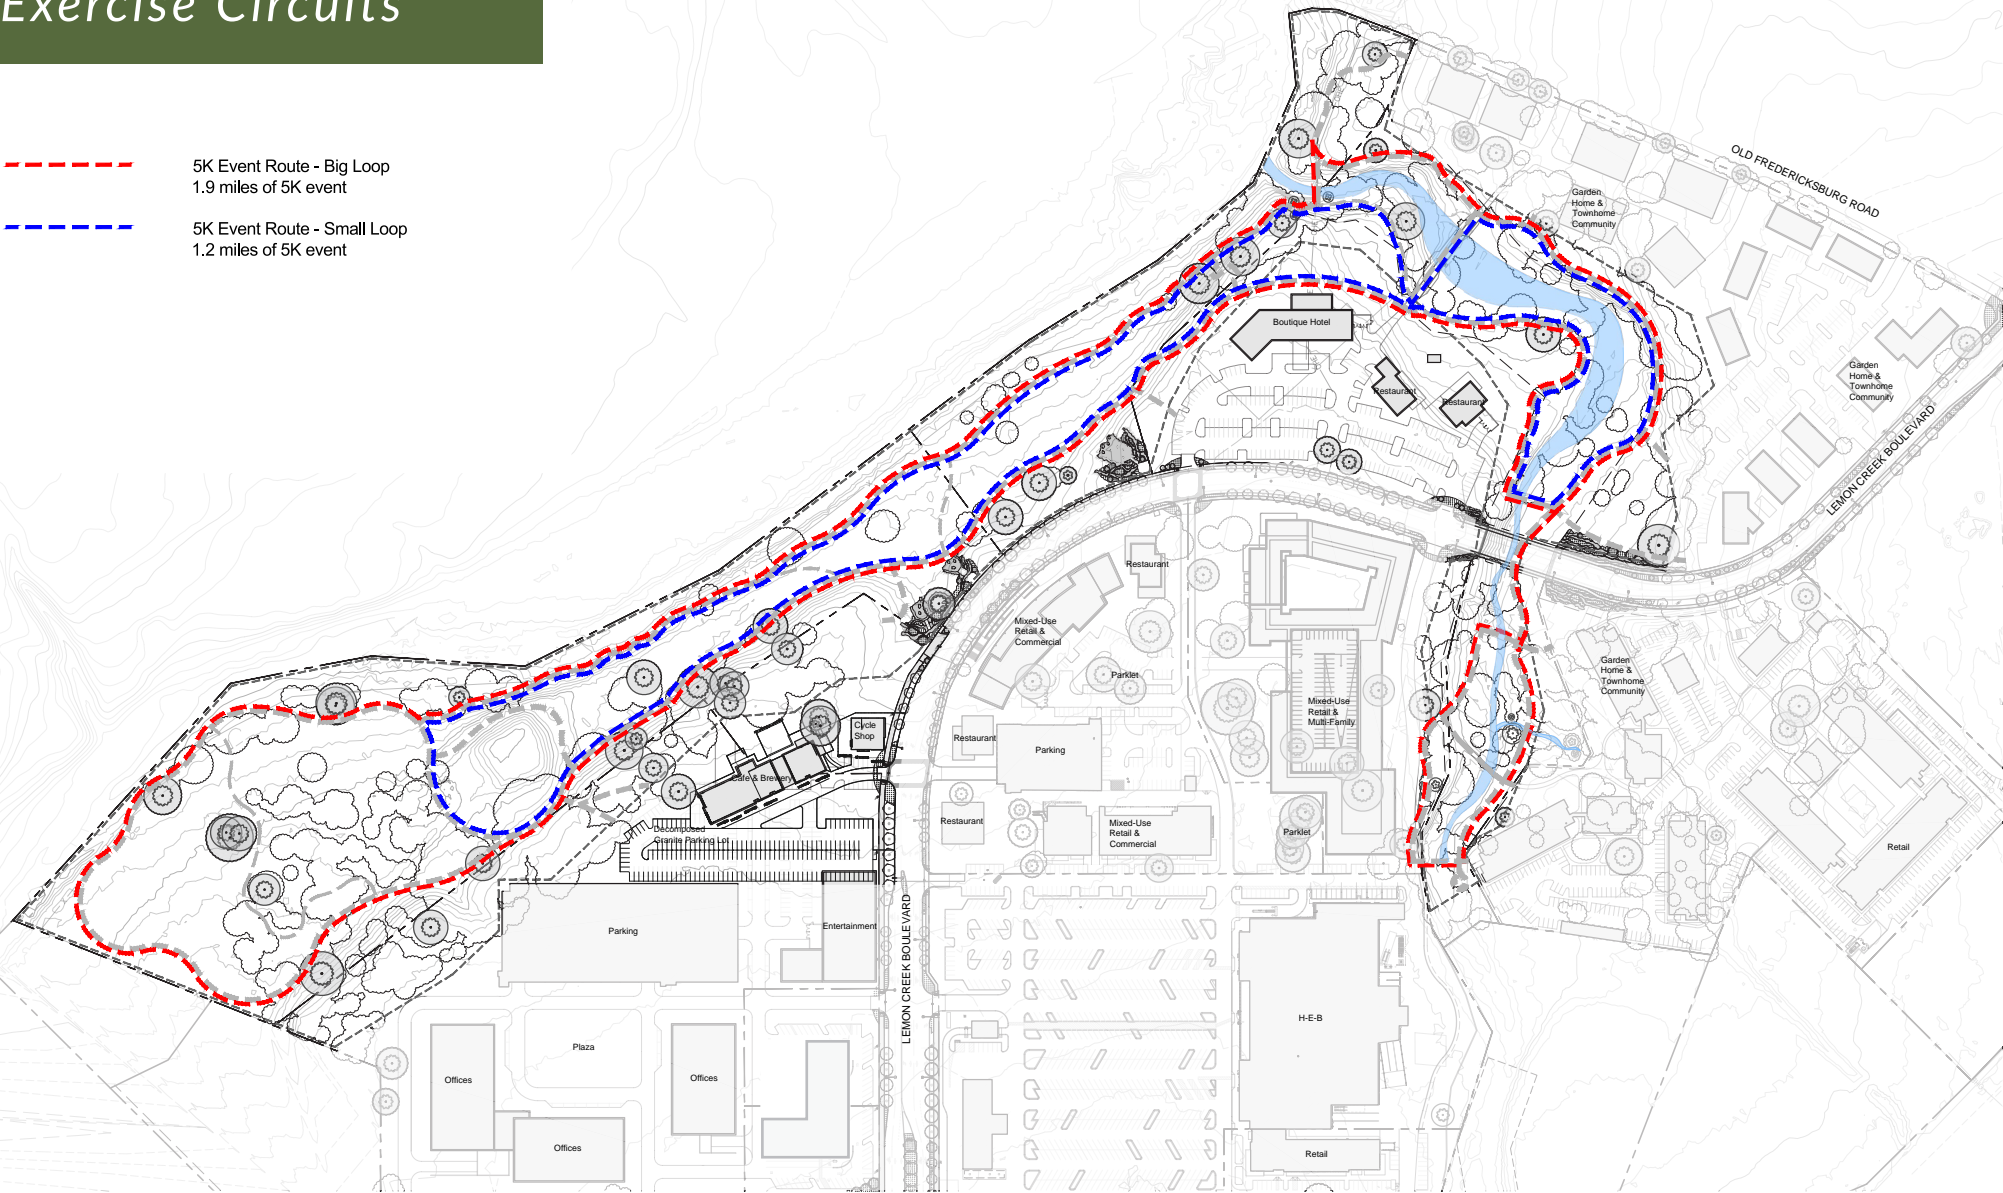 Exercise Circuits
5K Event Route - Big Loop
1.9 miles of 5K event
5K Event Route - Small Loop
1.2 miles of 5K event
OLD FREDERICKSBURG ROAD
Garden
Home &
Townhome
Community
Boutique Hotel
Restaurant
Restaurant
Garden
Home &
Townhome
Community
LEMON CREEK BOULEVARD
Restaurant
Mixed-Use
Retail &
Commercial
Parklet
Garden
Home &
Townhome
Community
Mixed-Use
Retail &
Multi-Family
Cycle
Shop
Restaurant
Parking
Cafe & Brewery
Decomposed
Granite Parking Lot
Restaurant
Mixed-Use
Retail &
Commercial
Parklet
Retail
Parking
Entertainment
LEMON CREEK BOULEVARD
H-E-B
Plaza
Offices
Offices
Offices
Retail